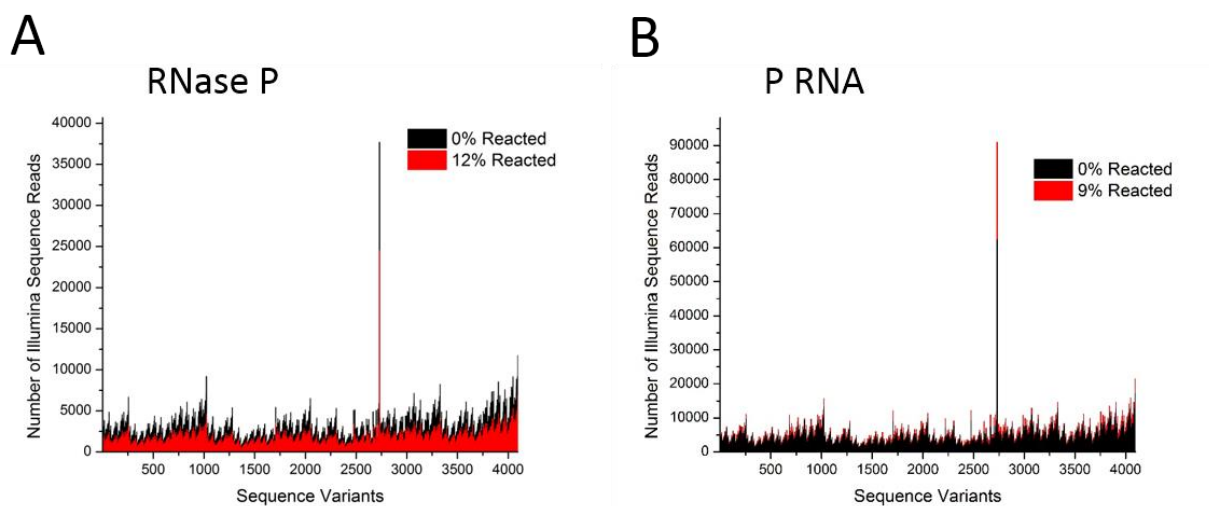 A
RNase P
40000
35000
30000
25000
20000
15000
10000
5000
0
Number of Illumina Sequence Reads
0% Reacted
12% Reacted
500 1000 1500 2000 2500 3000 3500 4000
Sequence Variants
B
P RNA
90000
80000
70000
60000
50000
40000
30000
20000
10000
0
Number of Illumina Sequence Reads
0% Reacted
9% Reacted
500 1000 1500 2000 2500 3000 3500 4000
Sequence Variants